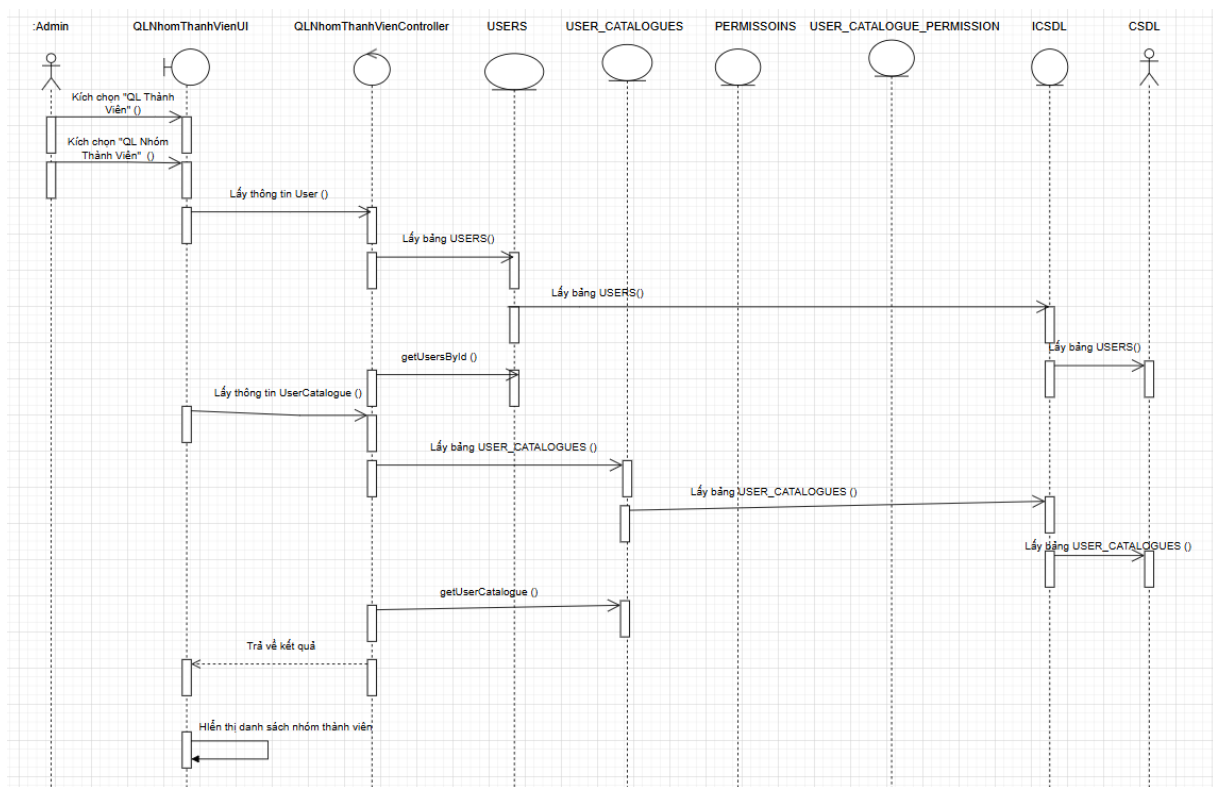 :Admin
QLNhomThanhVienUI
QLNhomThanhVienController
USERS
USER_CATALOGUES
PERMISSOINS
USER_CATALOGUE_PERMISSION
ICSDL
CSDL
Kích chọn "QL Thành
Viên" ()
Kích chọn "QL Nhóm
Thành Viên" ()
Lấy thông tin User ()
Lấy bảng USERS()
Lấy bảng USERS()
Lấy bảng USERS()
getUsersById ()
Lấy thông tin UserCatalogue ()
Lấy bảng USER_CATALOGUES ()
Lấy bảng USER_CATALOGUES ()
Lấy bảng USER_CATALOGUES ()
getUserCatalogue ()
Trả về kết quả
HIển thị danh sách nhóm thành viên